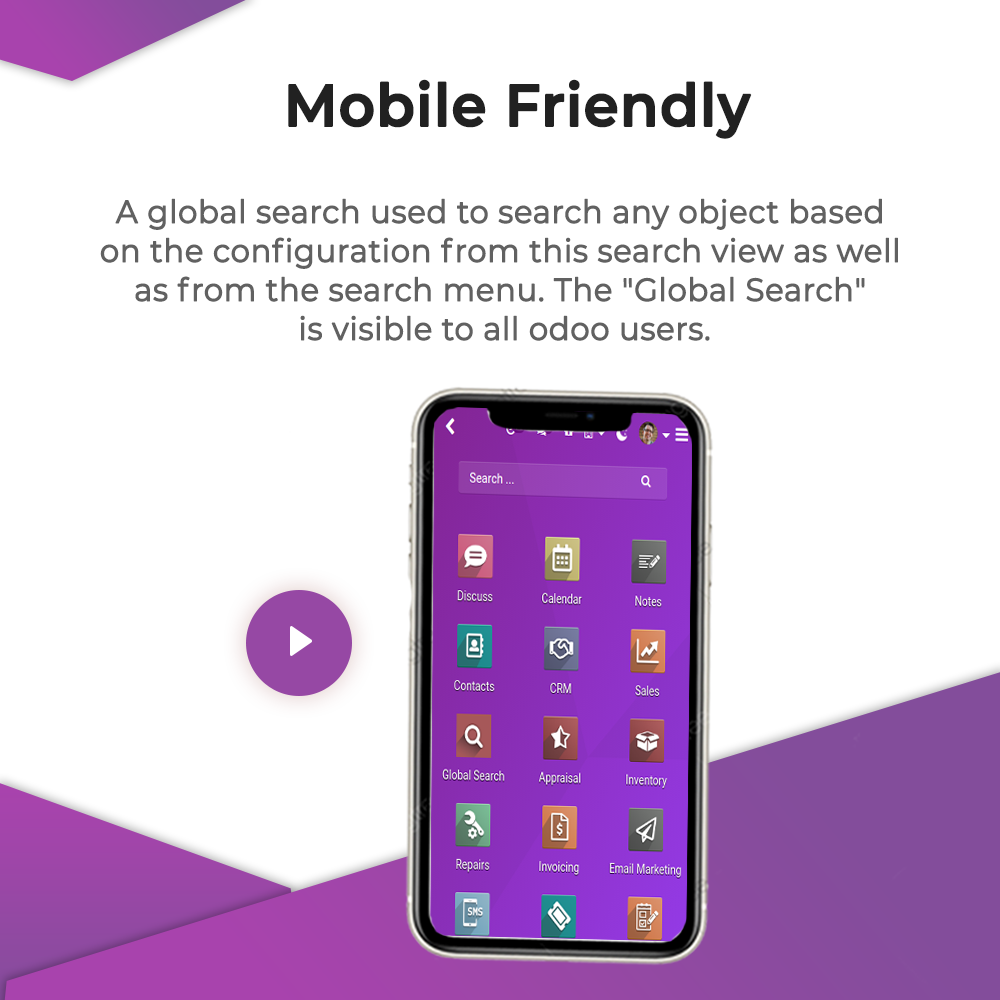 Mobile Friendly
A global search used to search any object based
on the configuration from this search view as well
as from the search menu. The "Global Search"
is visible to all odoo users.
Search ...
Discuss
Calendar
Notes
Contacts
CRM
Sales
Global Search
Appraisal
Inventory
Repairs
Invoicing
Email Marketing
SMS